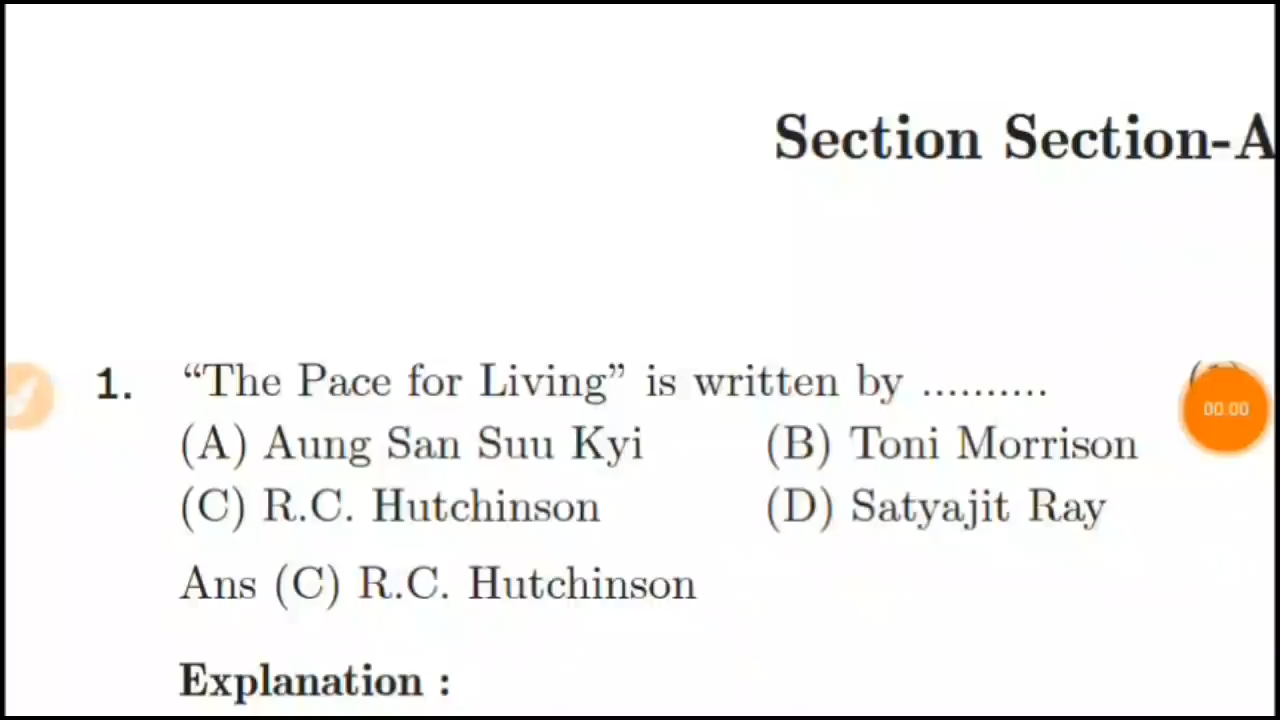 Section Section-A
1. “The Pace for Living” is written by ..........
(A) Aung San Suu Kyi (B) Toni Morrison
(C) R.C. Hutchinson (D) Satyajit Ray
00.00
Ans (C) R.C. Hutchinson
Explanation :